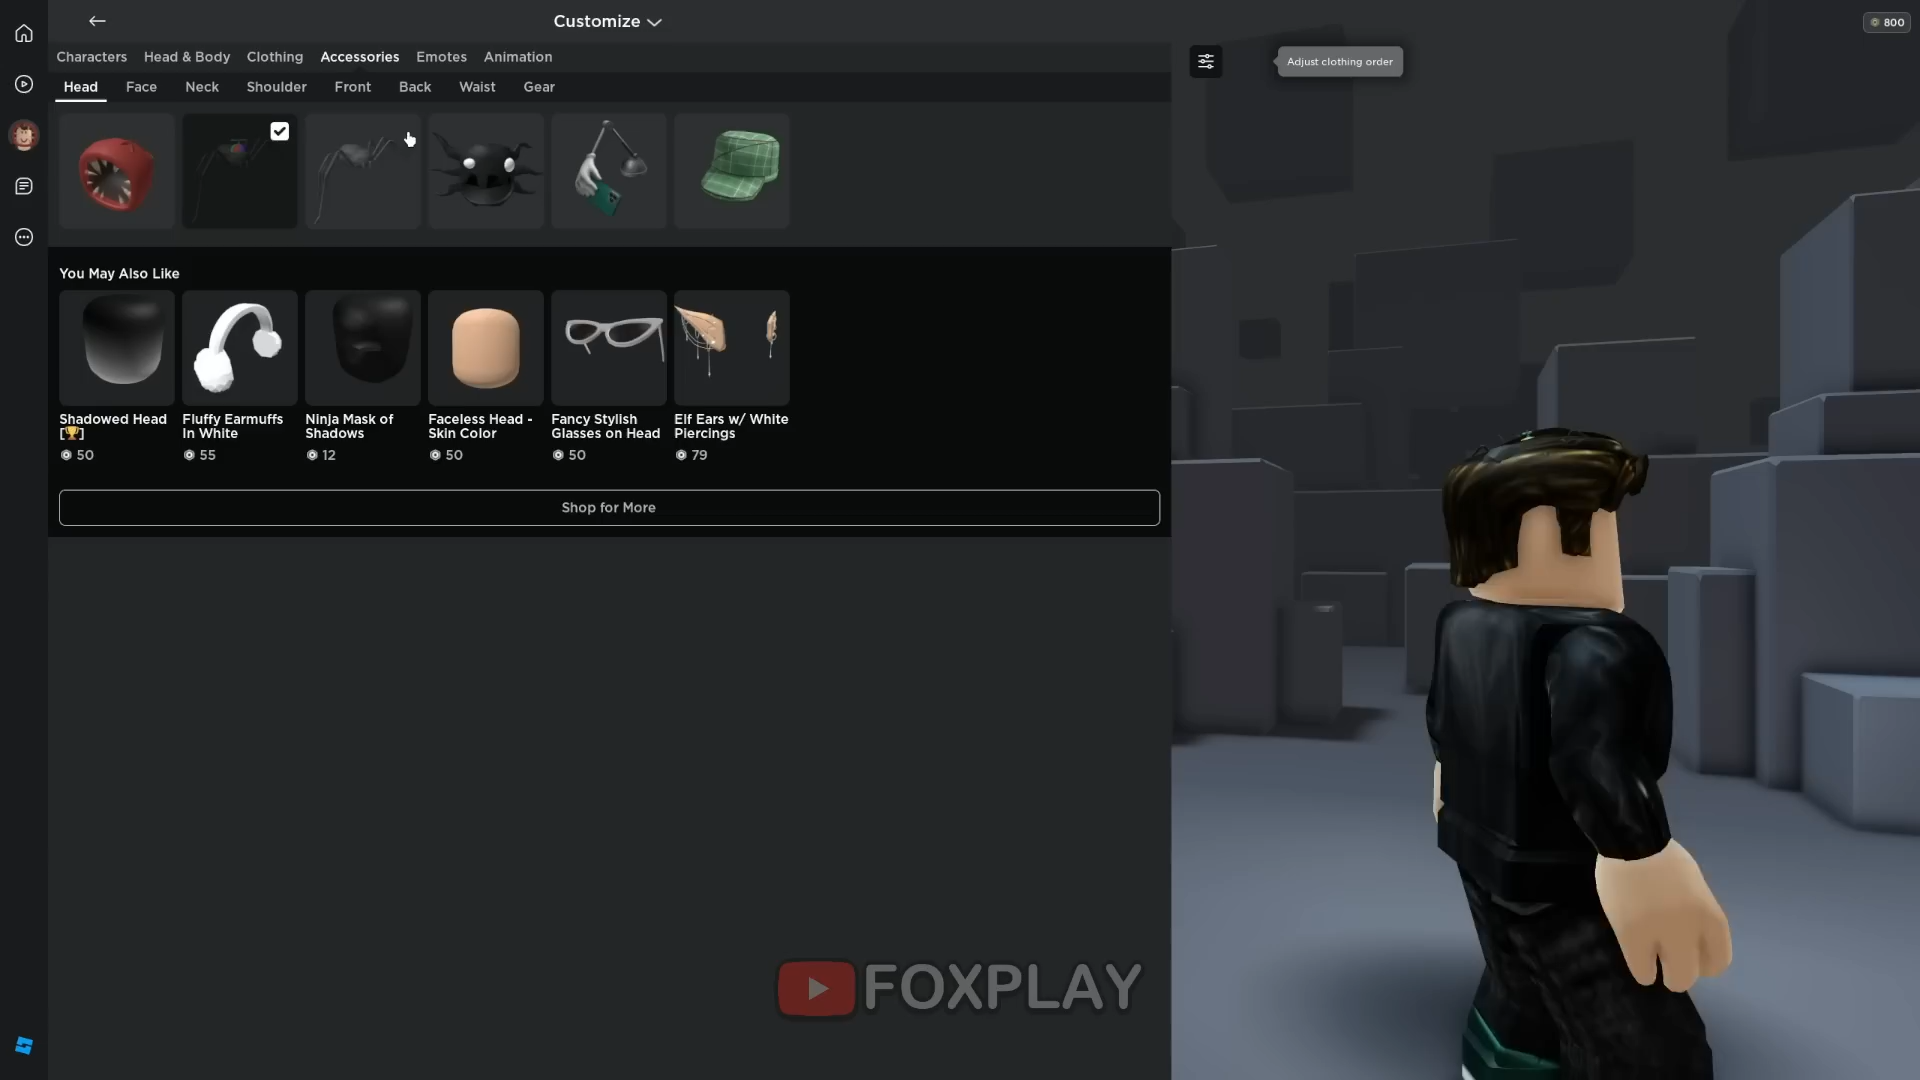 Customize
800
Characters Head & Body Clothing Accessories Emotes Animation
Adjust clothing order
Head Face Neck Shoulder Front Back Waist Gear
You May Also Like
Shadowed Head
[🏆]
50
Fluffy Earmuffs
In White
55
Ninja Mask of
Shadows
12
Faceless Head -
Skin Color
50
Fancy Stylish
Glasses on Head
50
Elf Ears w/ White
Piercings
79
Shop for More
FOXPLAY